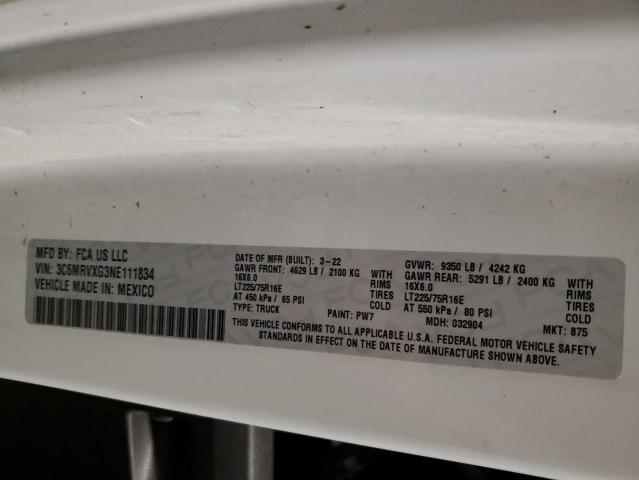 MFD BY: FCA US LLC
VIN: 3C6MRVXG3NE111834
VEHICLE MADE IN: MEXICO
DATE OF MFR (BUILT): 3-22
GAWR FRONT: 4629 LB / 2100 KG
16X6.0 WITH RIMS
LT225/75R16E TIRES
AT 450 kPa / 65 PSI COLD
TYPE: TRUCK PAINT: PW7
GVWR: 9350 LB / 4242 KG
GAWR REAR: 5291 LB / 2400 KG
16X6.0 WITH RIMS
LT225/75R16E TIRES
AT 550 kPa / 80 PSI COLD
MDH: 032904 MKT: 875
THIS VEHICLE CONFORMS TO ALL APPLICABLE U.S.A. FEDERAL MOTOR VEHICLE SAFETY
STANDARDS IN EFFECT ON THE DATE OF MANUFACTURE SHOWN ABOVE.